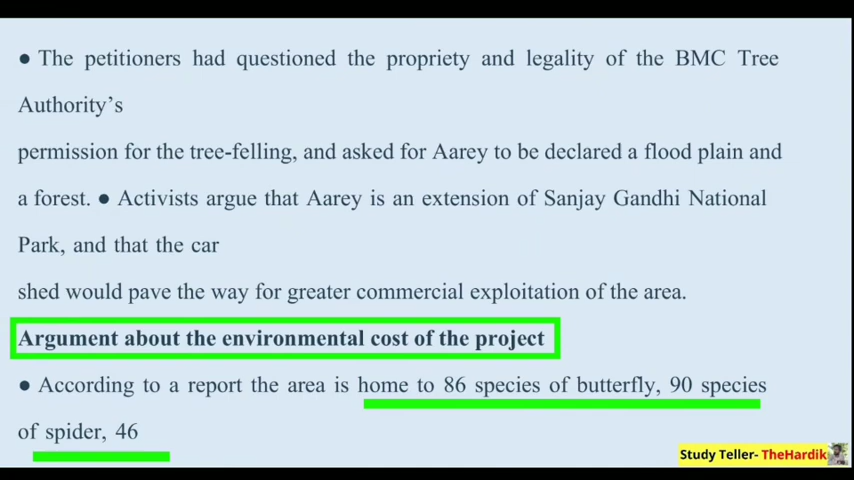 ● The petitioners had questioned the propriety and legality of the BMC Tree
Authority’s
permission for the tree-felling, and asked for Aarey to be declared a flood plain and
a forest. ● Activists argue that Aarey is an extension of Sanjay Gandhi National
Park, and that the car
shed would pave the way for greater commercial exploitation of the area.
Argument about the environmental cost of the project
● According to a report the area is home to 86 species of butterfly, 90 species
of spider, 46
Study Teller- TheHardik